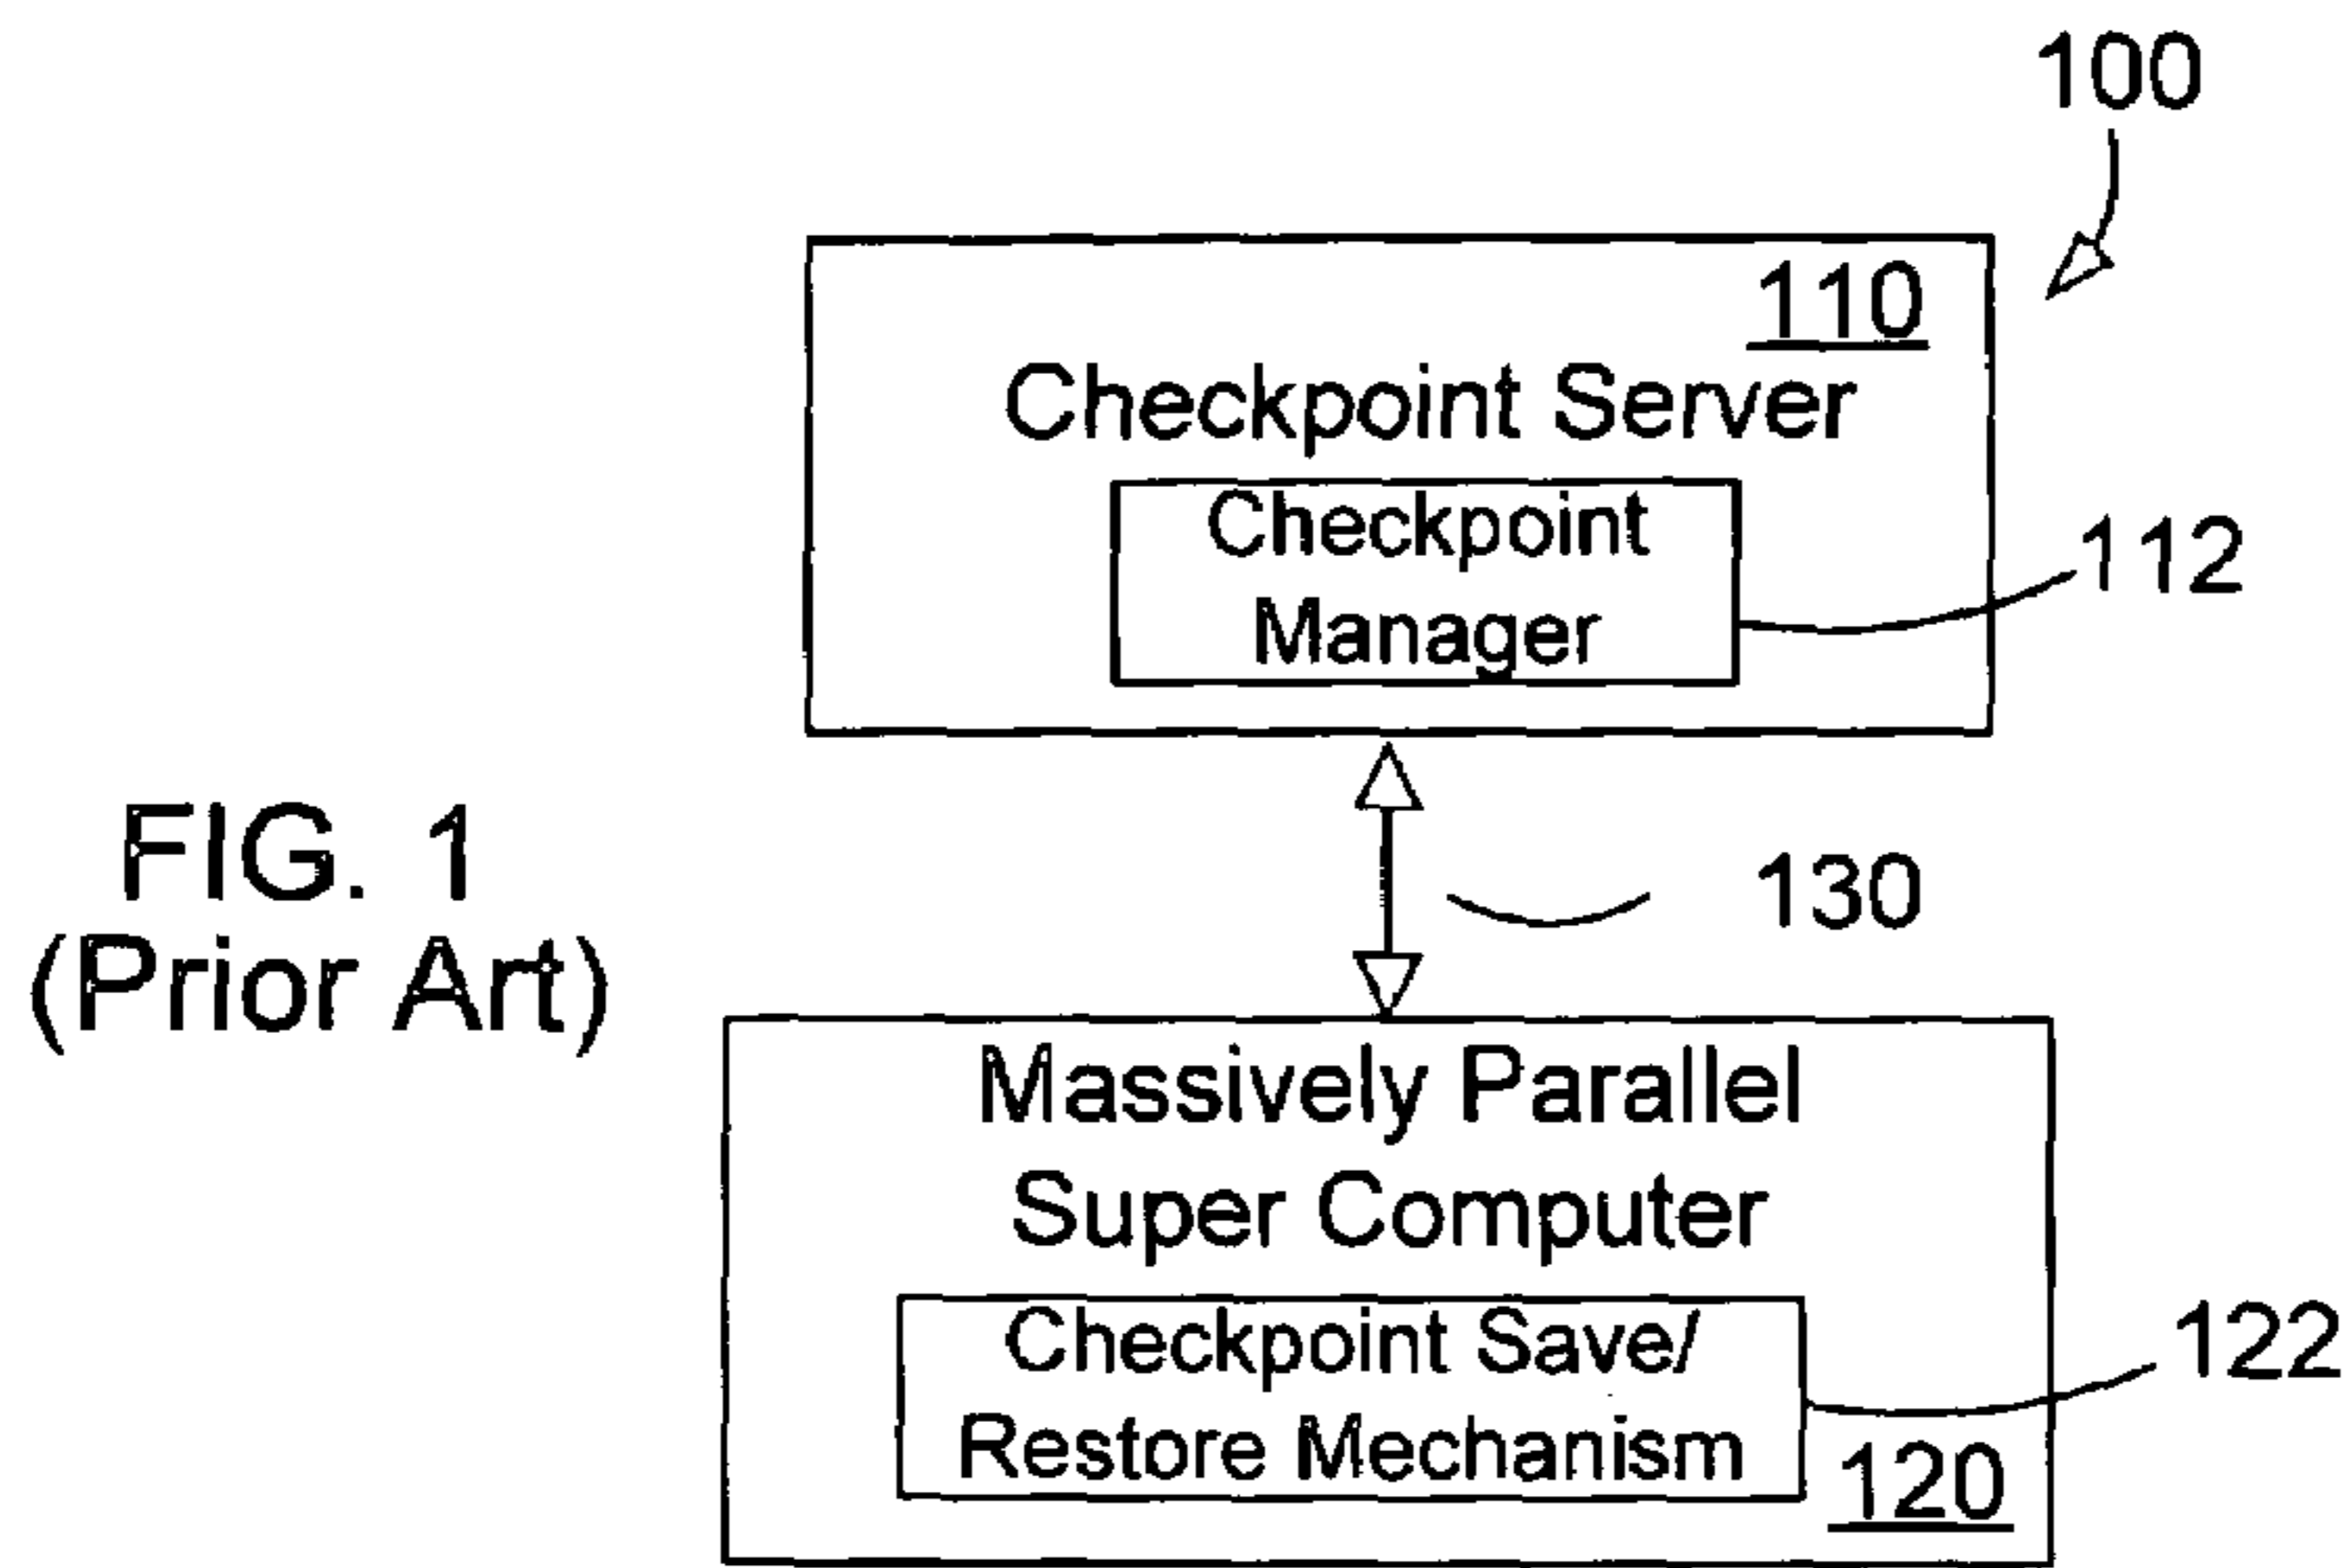 100
110
Checkpoint Server
Checkpoint
Manager
112
130
FIG. 1
(Prior Art)
Massively Parallel
Super Computer
Checkpoint Save/
Restore Mechanism
122
120